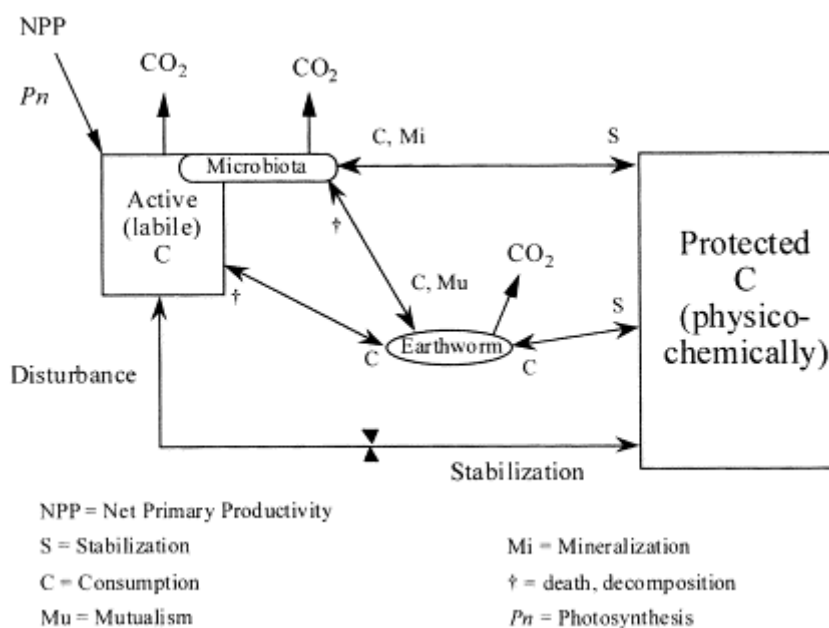 NPP
CO₂
CO₂
Pn
C, Mi
S
Microbiota
Active
(labile)
C
†
CO₂
Protected
C
(physico-
chemically)
C, Mu
†
S
C
Earthworm
C
Disturbance
Stabilization
NPP = Net Primary Productivity
S = Stabilization
Mi = Mineralization
C = Consumption
† = death, decomposition
Mu = Mutualism
Pn = Photosynthesis